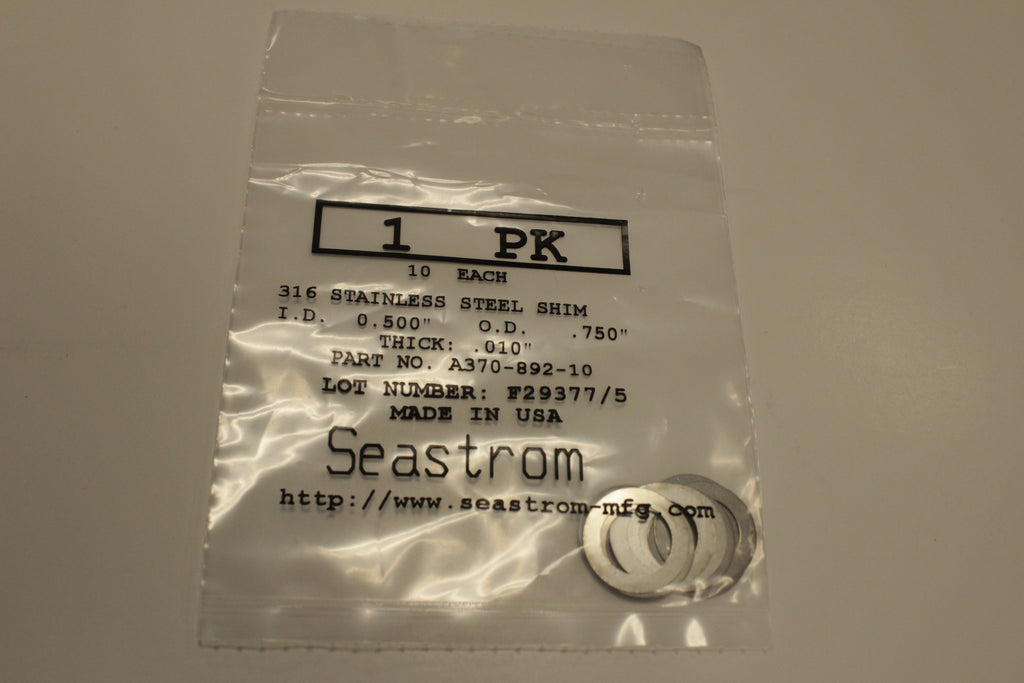 1 PK
10 EACH
316 STAINLESS STEEL SHIM
I.D. 0.500" O.D. .750"
THICK: .010"
PART NO. A370-892-10
LOT NUMBER: F29377/5
MADE IN USA
Seastrom
http://www.seastrom-mfg.com